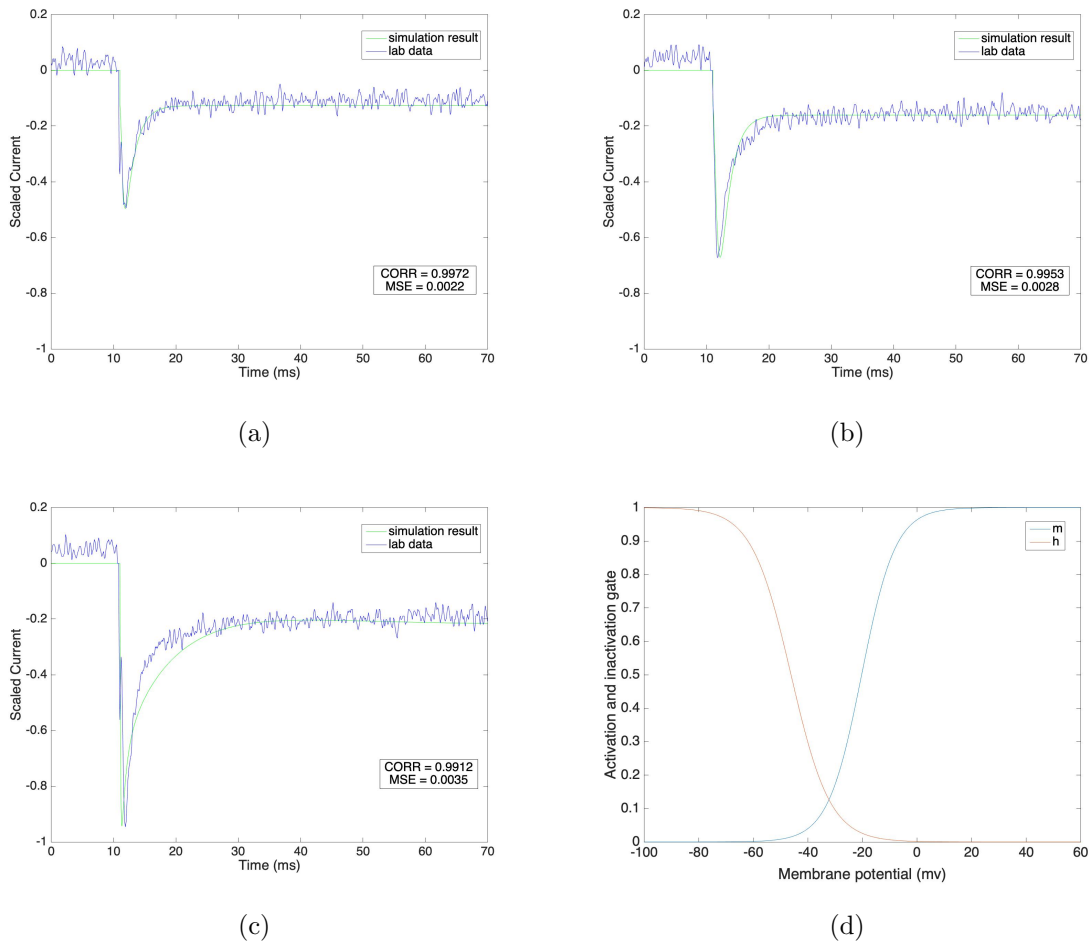 0.2
0
-0.2
-0.4
-0.6
-0.8
-1
Scaled Current
simulation result
lab data
CORR = 0.9972
MSE = 0.0022
0 10 20 30 40 50 60 70
Time (ms)
(a)
0.2
0
-0.2
-0.4
-0.6
-0.8
-1
Scaled Current
simulation result
lab data
CORR = 0.9953
MSE = 0.0028
0 10 20 30 40 50 60 70
Time (ms)
(b)
0.2
0
-0.2
-0.4
-0.6
-0.8
-1
Scaled Current
simulation result
lab data
CORR = 0.9912
MSE = 0.0035
0 10 20 30 40 50 60 70
Time (ms)
(c)
1
0.9
0.8
0.7
0.6
0.5
0.4
0.3
0.2
0.1
0
Activation and inactivation gate
m
h
-100 -80 -60 -40 -20 0 20 40 60
Membrane potential (mv)
(d)